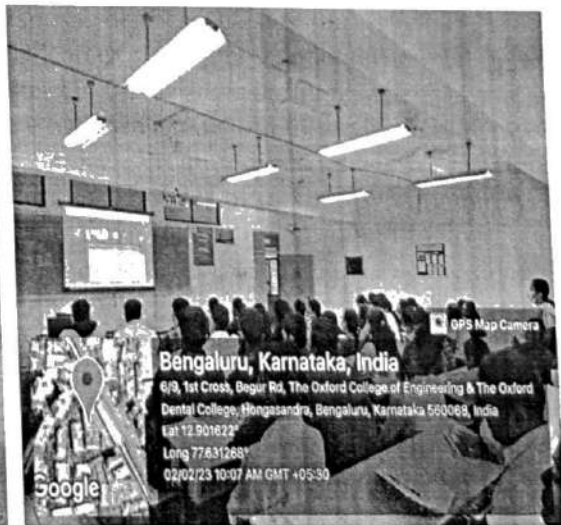 GPS Map Camera
Bengaluru, Karnataka, India
6/9, 1st Cross, Begur Rd, The Oxford College of Engineering & The Oxford
Dental College, Hongasandra, Bengaluru, Karnataka 560068, India
Lat 12.901622°
Long 77.631268°
02/02/23 10:07 AM GMT +05:30
Google